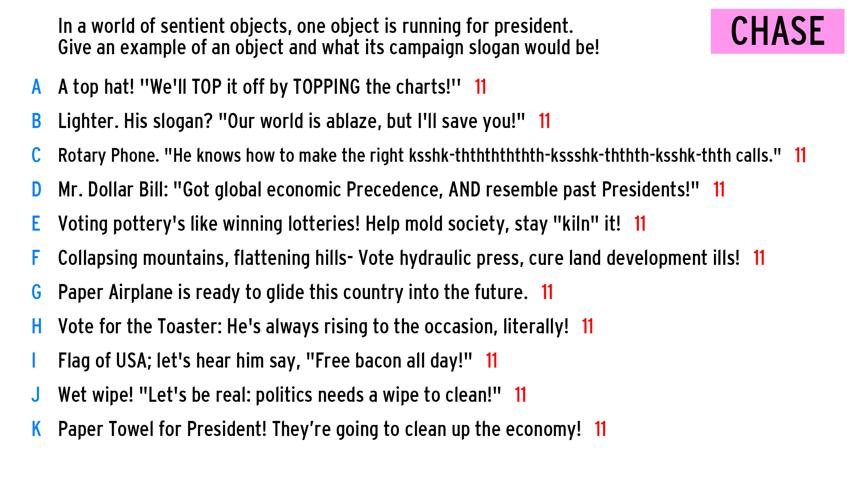 In a world of sentient objects, one object is running for president.
Give an example of an object and what its campaign slogan would be!
CHASE
A A top hat! "We'll TOP it off by TOPPING the charts!" 11
B Lighter. His slogan? "Our world is ablaze, but I'll save you!" 11
C Rotary Phone. "He knows how to make the right ksshk-thththththth-kssshk-ththth-ksshk-thth calls." 11
D Mr. Dollar Bill: "Got global economic Precedence, AND resemble past Presidents!" 11
E Voting pottery's like winning lotteries! Help mold society, stay "kiln" it! 11
F Collapsing mountains, flattening hills- Vote hydraulic press, cure land development ills! 11
G Paper Airplane is ready to glide this country into the future. 11
H Vote for the Toaster: He's always rising to the occasion, literally! 11
I Flag of USA; let's hear him say, "Free bacon all day!" 11
J Wet wipe! "Let's be real: politics needs a wipe to clean!" 11
K Paper Towel for President! They’re going to clean up the economy! 11